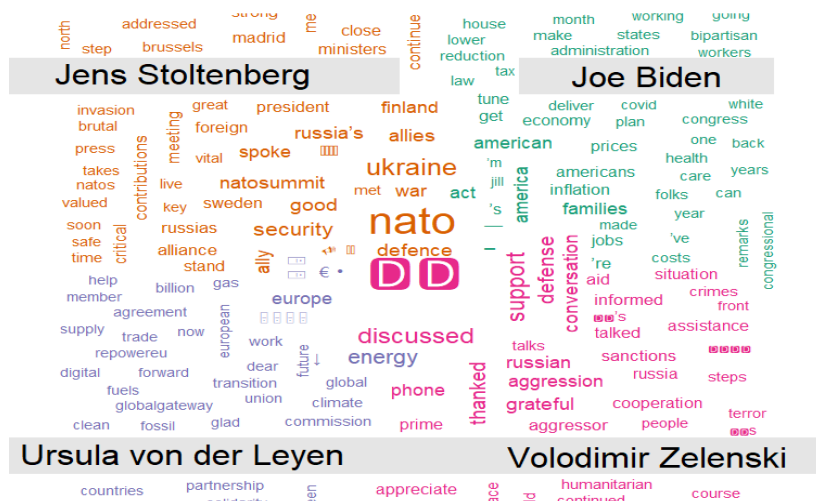 strong
north addressed me close continue house month working going
madrid lower make states bipartisan
step brussels ministers reduction administration workers
Jens Stoltenberg law tax Joe Biden
invasion great president finland tune deliver covid white
brutal foreign russia's allies get economy plan congress
press meeting vital spoke american prices one back
contributions ukraine 'm health
takes natosummit met war act jill america americans care years
natos live inflation folks can
valued key sweden good nato 's families year
soon russias security — made
safe critical alliance defence – jobs 've remarks congressional
time stand ally support defense conversation 're costs
help gas € • aid situation
member billion europe informed crimes
agreement european 's front
supply trade now work discussed talked assistance
repowereu future ↓ energy talks sanctions
digital forward dear russian russia steps
fuels transition global phone thanked aggression
globalgateway union climate grateful cooperation terror
clean fossil glad commission prime aggressor people s
Ursula von der Leyen Volodimir Zelenski
countries partnership appreciate humanitarian course
solidarity continued